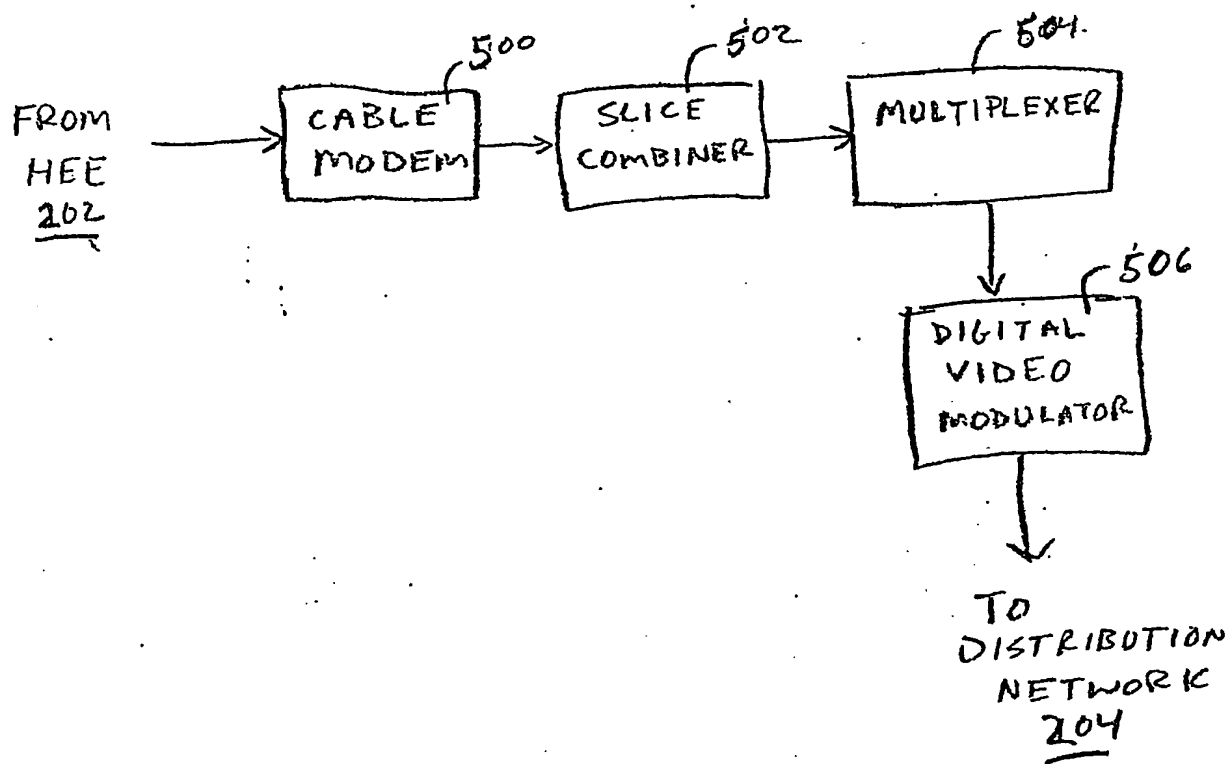 FROM
HEE
202
500
CABLE
MODEM
502
SLICE
COMBINER
504.
MULTIPLEXER
506
DIGITAL
VIDEO
MODULATOR
TO
DISTRIBUTION
NETWORK
204